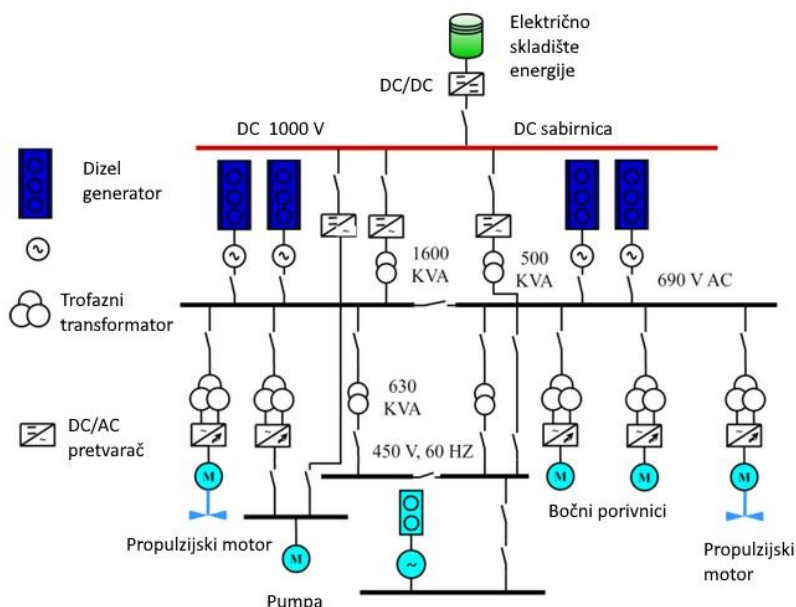 Električno
skladište
energije
DC/DC
DC 1000 V
DC sabirnica
Dizel
generator
1600
KVA
500
KVA
690 V AC
Trofazni
transformator
630
KVA
DC/AC
pretvarač
450 V, 60 HZ
M
M
M
M
Bočni porivnici
Propulzijski motor
M
Pumpa
Propulzijski
motor